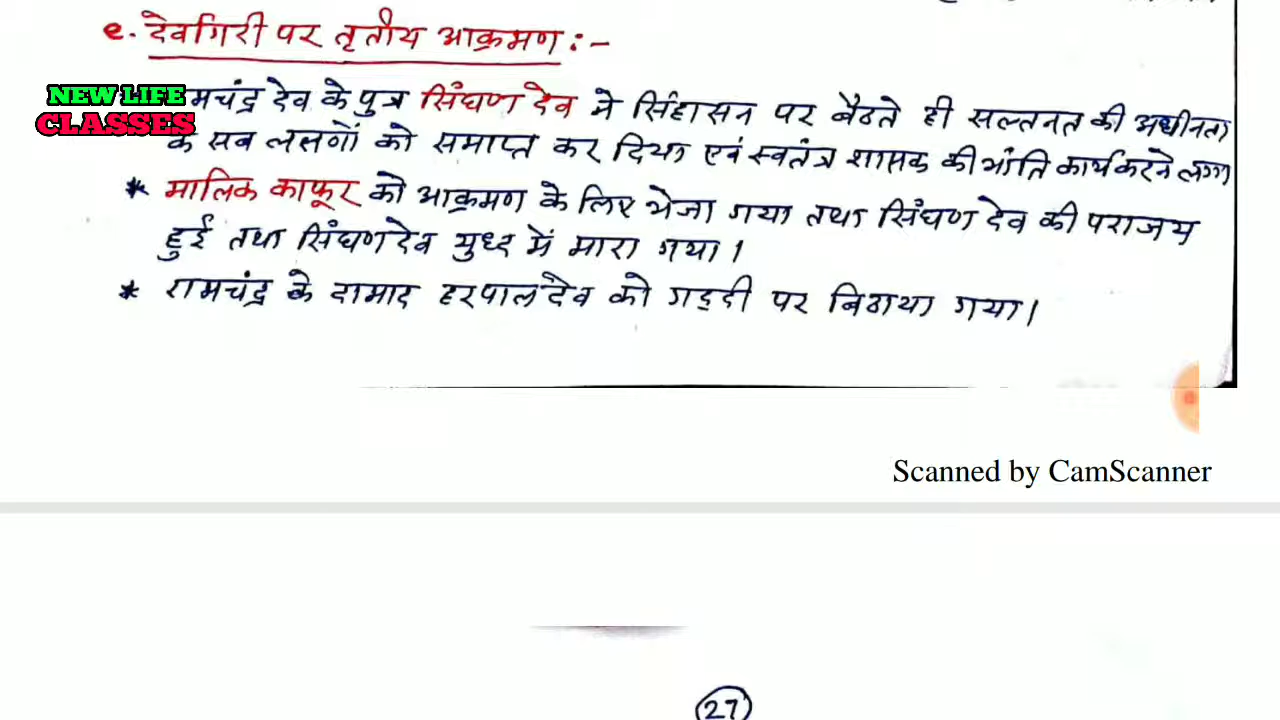 e. देवगिरी पर तृतीय आक्रमण :-
NEW LIFE
CLASSES
मचंद्र देव के पुत्र सिंघण देव ने सिंहासन पर बैठते ही सल्तनत की अधीनता
के सब लक्षणों को समाप्त कर दिया एवं स्वतंत्र शासक की भांति कार्य करने लगा
* मालिक काफूर को आक्रमण के लिए भेजा गया तथा सिंघण देव की पराजय
हुई तथा सिंघणदेव युध्द में मारा गया।
* रामचंद्र के दामाद हरपालदेव को गद्दी पर बिठाया गया।
Scanned by CamScanner
27